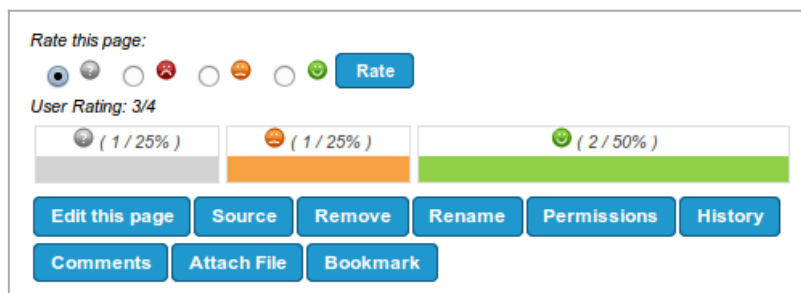 Rate this page:
Rate
User Rating: 3/4
( 1 / 25% ) ( 1 / 25% ) ( 2 / 50% )
Edit this page Source Remove Rename Permissions History
Comments Attach File Bookmark